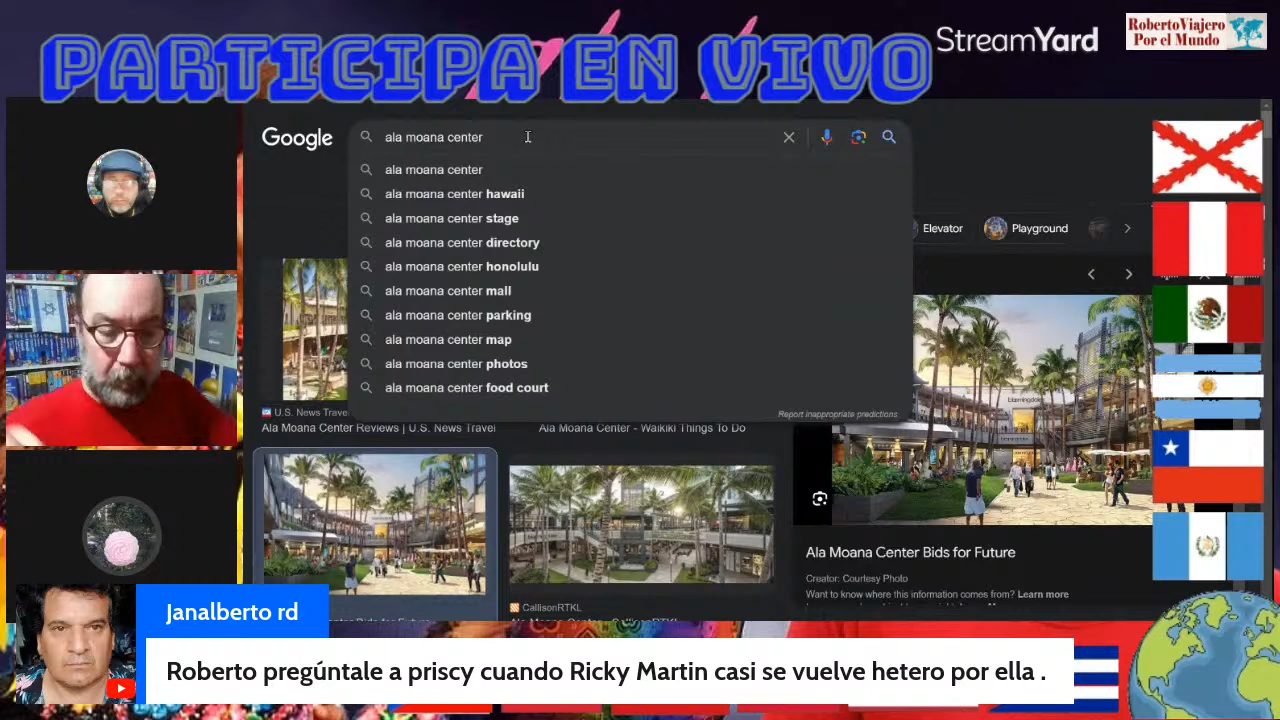 PARTICIPA EN VIVO
StreamYard
RobertoViajero
Por el Mundo
Google
ala moana center
ala moana center
ala moana center hawaii
ala moana center stage
ala moana center directory
ala moana center honolulu
ala moana center mall
ala moana center parking
ala moana center map
ala moana center photos
ala moana center food court
Report inappropriate predictions
Elevator
Playground
U.S. News Trave
Ala Moana Center Reviews | U.S. News Travel
Ala Moana Center - Waikiki Things To Do
CallisonRTKL
Ala Moana Center Bids for Future
Creator: Courtesy Photo
Want to know where this information comes from? Learn more
Janalberto rd
Roberto pregúntale a priscy cuando Ricky Martin casi se vuelve hetero por ella .